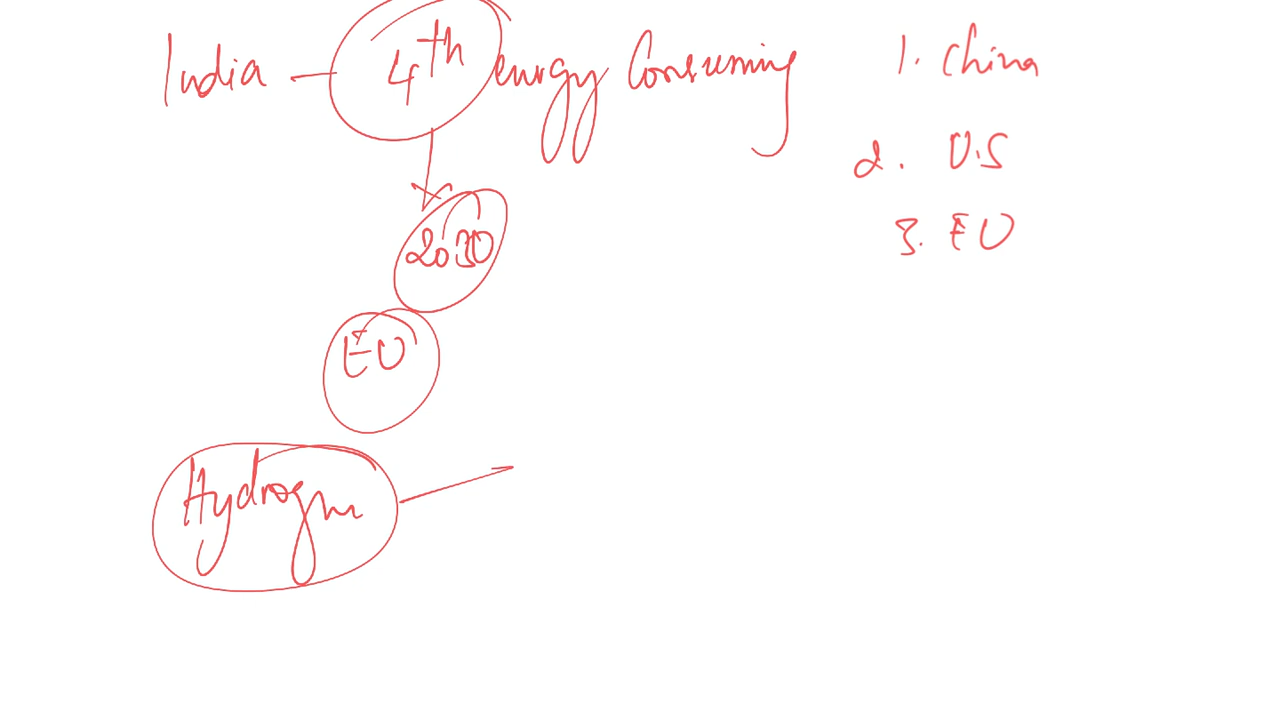 India - 4th energy Consuming
1. China
2. U.S
3. EU
2030
EU
Hydrogen